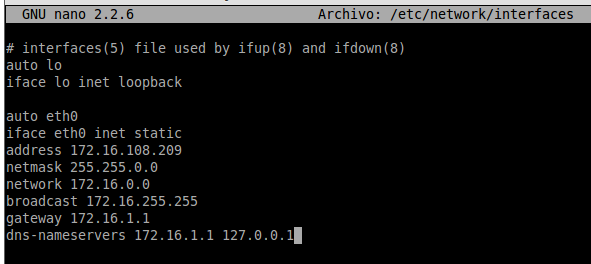 GNU nano 2.2.6 Archivo: /etc/network/interfaces
# interfaces(5) file used by ifup(8) and ifdown(8)
auto lo
iface lo inet loopback
auto eth0
iface eth0 inet static
address 172.16.108.209
netmask 255.255.0.0
network 172.16.0.0
broadcast 172.16.255.255
gateway 172.16.1.1
dns-nameservers 172.16.1.1 127.0.0.1